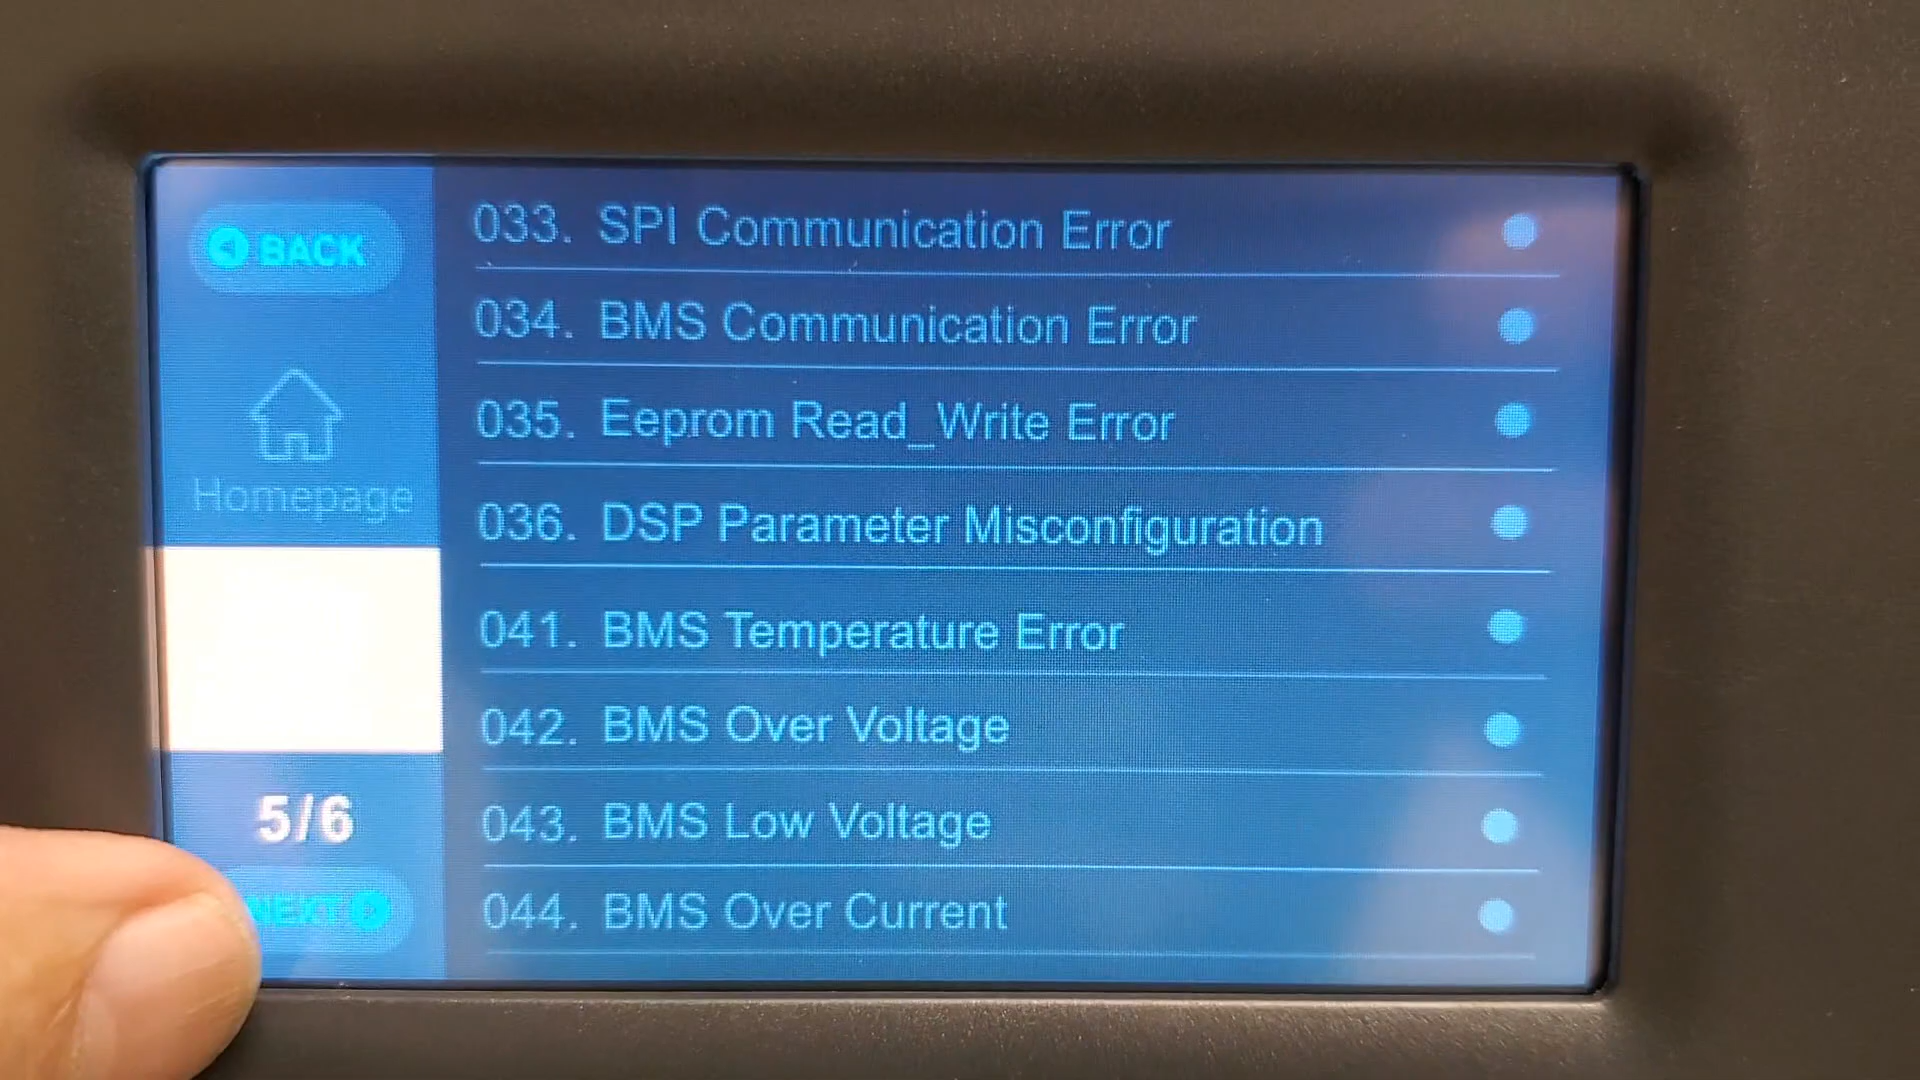 BACK
Homepage
5/6
NEXT
033. SPI Communication Error
034. BMS Communication Error
035. Eeprom Read_Write Error
036. DSP Parameter Misconfiguration
041. BMS Temperature Error
042. BMS Over Voltage
043. BMS Low Voltage
044. BMS Over Current